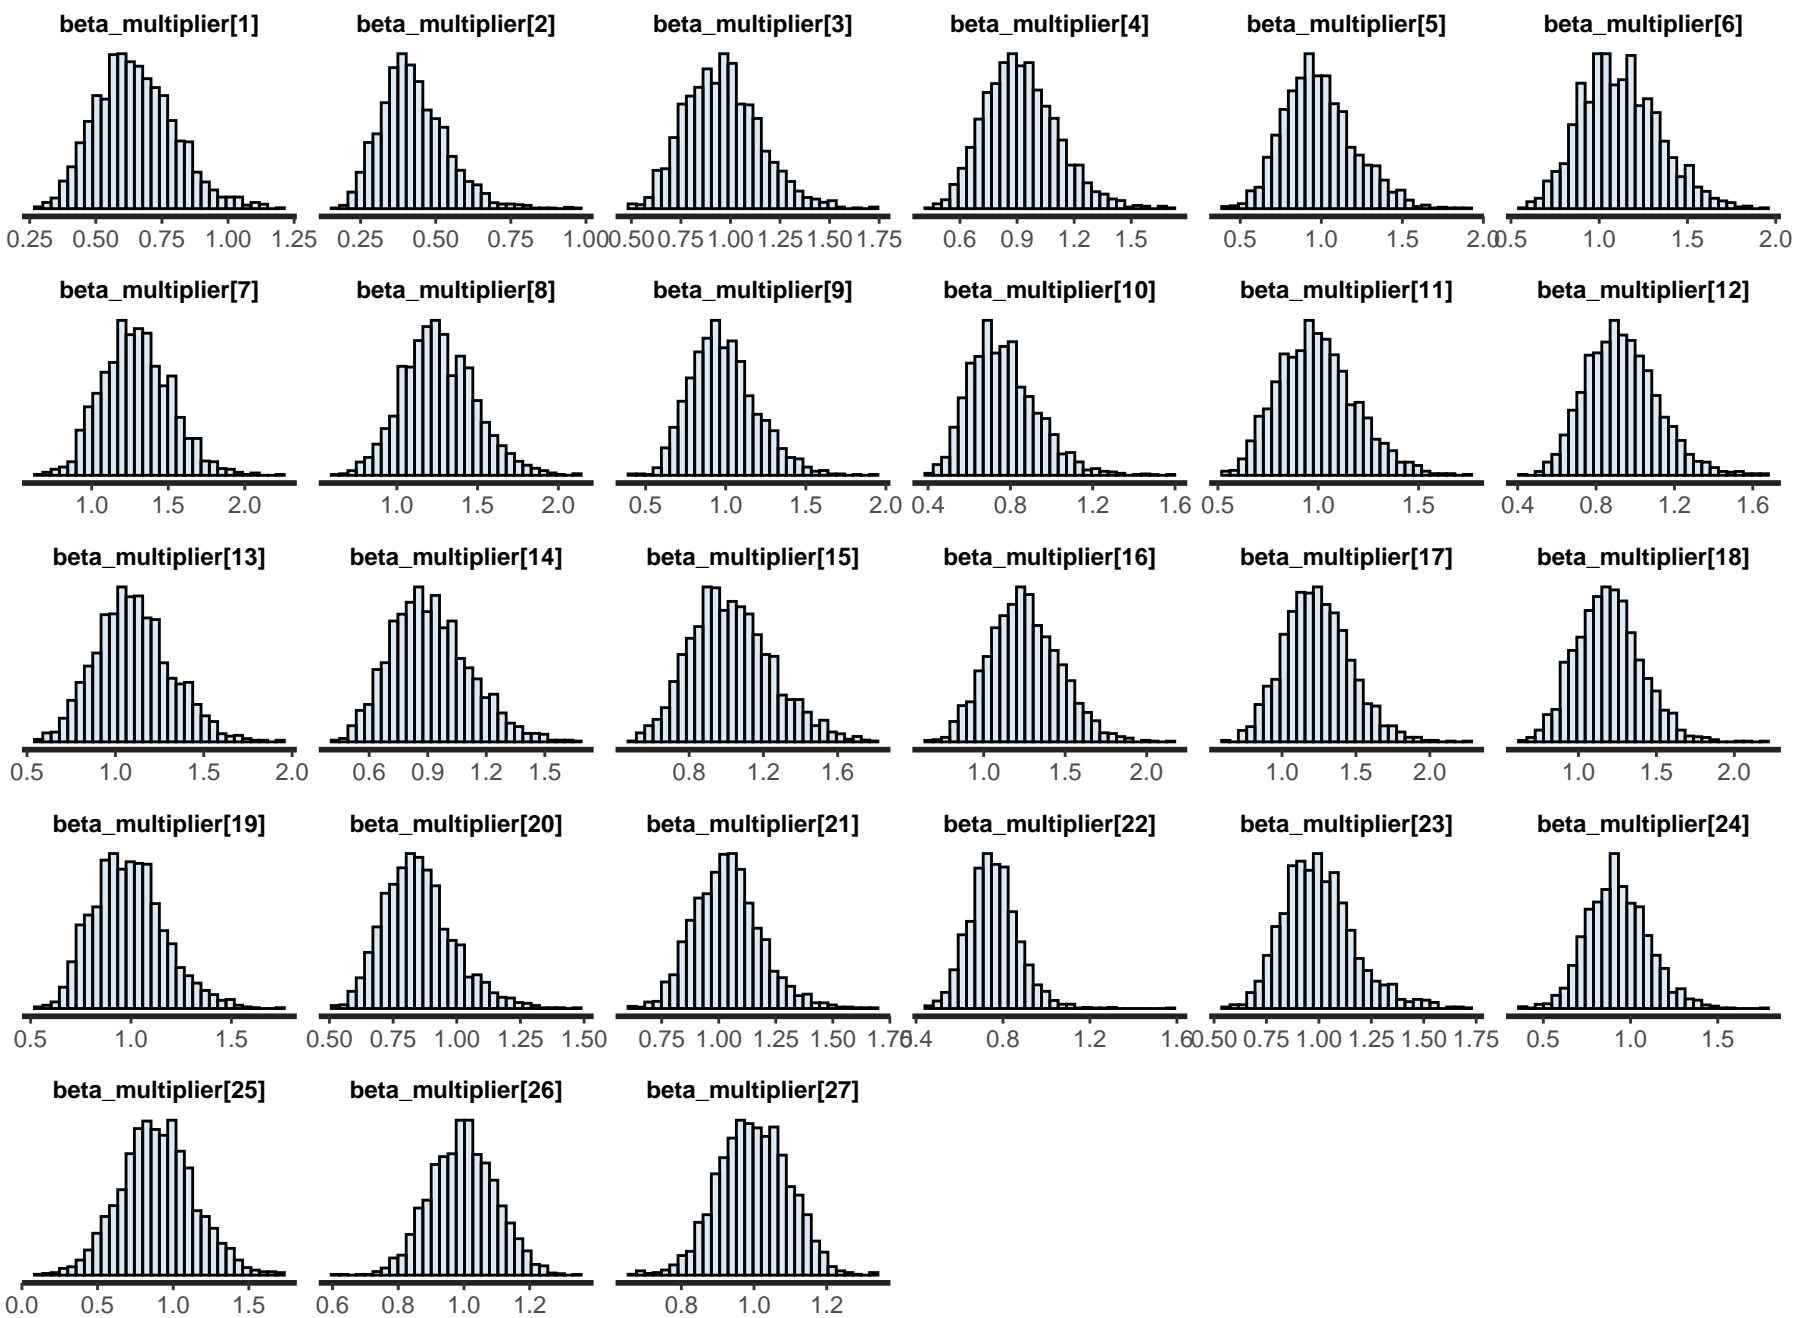 beta_multiplier[1] beta_multiplier[2] beta_multiplier[3] beta_multiplier[4] beta_multiplier[5] beta_multiplier[6]
0.25 0.50 0.75 1.00 1.25 0.25 0.50 0.75 1.00 0.50 0.75 1.00 1.25 1.50 1.75 0.6 0.9 1.2 1.5 0.5 1.0 1.5 2.0 0.5 1.0 1.5 2.0
beta_multiplier[7] beta_multiplier[8] beta_multiplier[9] beta_multiplier[10] beta_multiplier[11] beta_multiplier[12]
1.0 1.5 2.0 1.0 1.5 2.0 0.5 1.0 1.5 2.0 0.4 0.8 1.2 1.6 0.5 1.0 1.5 0.4 0.8 1.2 1.6
beta_multiplier[13] beta_multiplier[14] beta_multiplier[15] beta_multiplier[16] beta_multiplier[17] beta_multiplier[18]
0.5 1.0 1.5 2.0 0.6 0.9 1.2 1.5 0.8 1.2 1.6 1.0 1.5 2.0 1.0 1.5 2.0 1.0 1.5 2.0
beta_multiplier[19] beta_multiplier[20] beta_multiplier[21] beta_multiplier[22] beta_multiplier[23] beta_multiplier[24]
0.5 1.0 1.5 0.50 0.75 1.00 1.25 1.50 0.75 1.00 1.25 1.50 1.75 0.4 0.8 1.2 1.6 0.50 0.75 1.00 1.25 1.50 1.75 0.5 1.0 1.5
beta_multiplier[25] beta_multiplier[26] beta_multiplier[27]
0.0 0.5 1.0 1.5 0.6 0.8 1.0 1.2 0.8 1.0 1.2